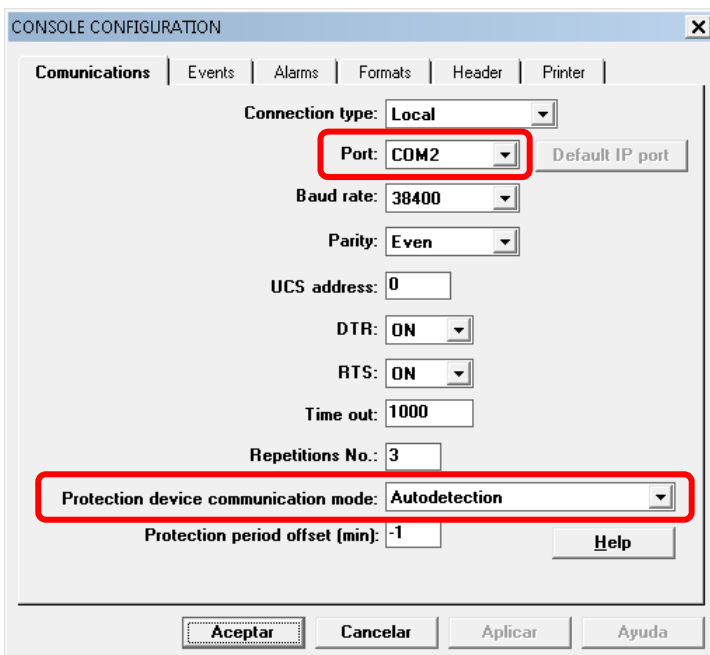 CONSOLE CONFIGURATION
Comunications Events Alarms Formats Header Printer
Connection type: Local
Port: COM2 Default IP port
Baud rate: 38400
Parity: Even
UCS address: 0
DTR: ON
RTS: ON
Time out: 1000
Repetitions No.: 3
Protection device communication mode: Autodetection
Protection period offset (min): -1
Help
Aceptar Cancelar Aplicar Ayuda